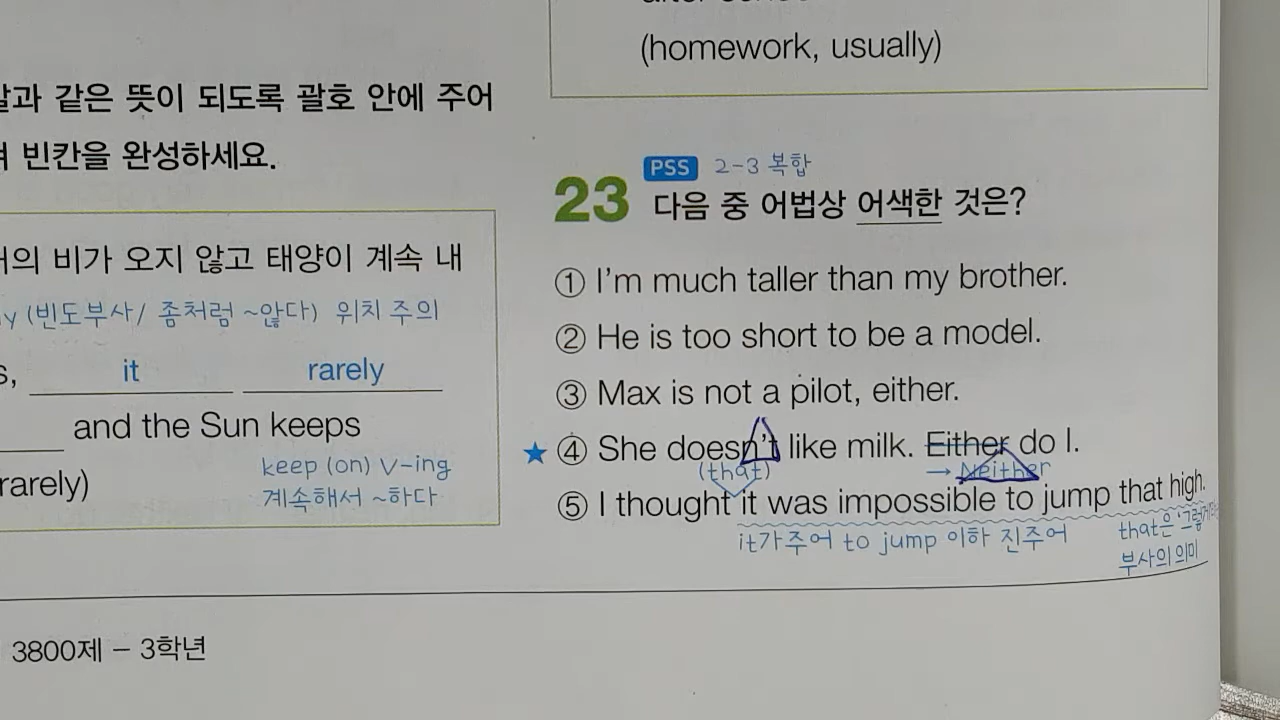 (homework, usually)
같은 뜻이 되도록 괄호 안에 주어
빈칸을 완성하세요.
비가 오지 않고 태양이 계속 내
(빈도부사/ 좀처럼 ~않다) 위치 주의
it rarely
and the Sun keeps
rarely)
keep (on) V-ing
계속해서 ~하다
PSS 2-3 복합
23 다음 중 어법상 어색한 것은?
① I'm much taller than my brother.
② He is too short to be a model.
③ Max is not a pilot, either.
★ ④ She doesn't like milk. Either do I.
(that) → Neither
⑤ I thought it was impossible to jump that high.
it가주어 to jump 이하 진주어
that은
부사의 의미
3800제 – 3학년